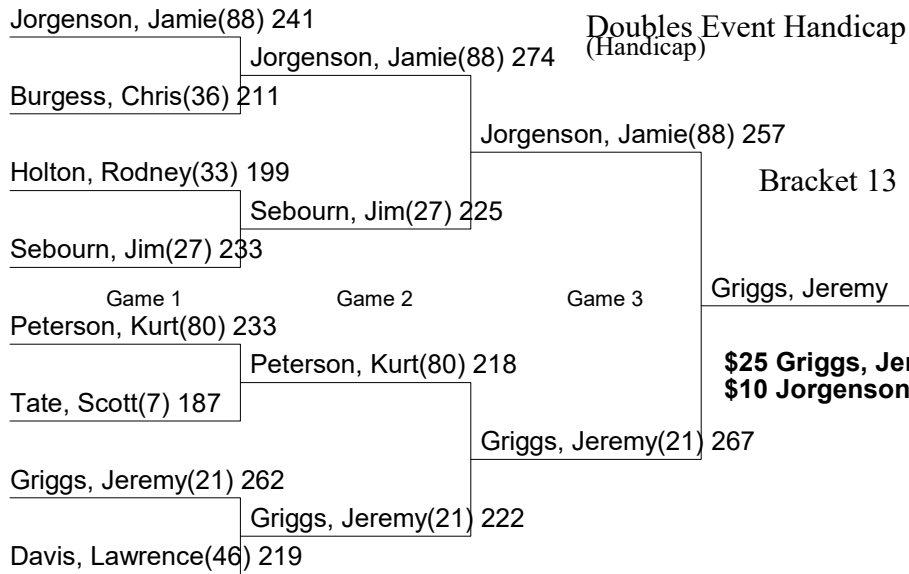 Jorgenson, Jamie(88) 241
Doubles Event Handicap
(Handicap)
Jorgenson, Jamie(88) 274
Burgess, Chris(36) 211
Jorgenson, Jamie(88) 257
Holton, Rodney(33) 199
Bracket 13
Sebourn, Jim(27) 225
Sebourn, Jim(27) 233
Game 1
Game 2
Game 3
Griggs, Jeremy
Peterson, Kurt(80) 233
Peterson, Kurt(80) 218
$25 Griggs, Jer
$10 Jorgenson
Tate, Scott(7) 187
Griggs, Jeremy(21) 267
Griggs, Jeremy(21) 262
Griggs, Jeremy(21) 222
Davis, Lawrence(46) 219